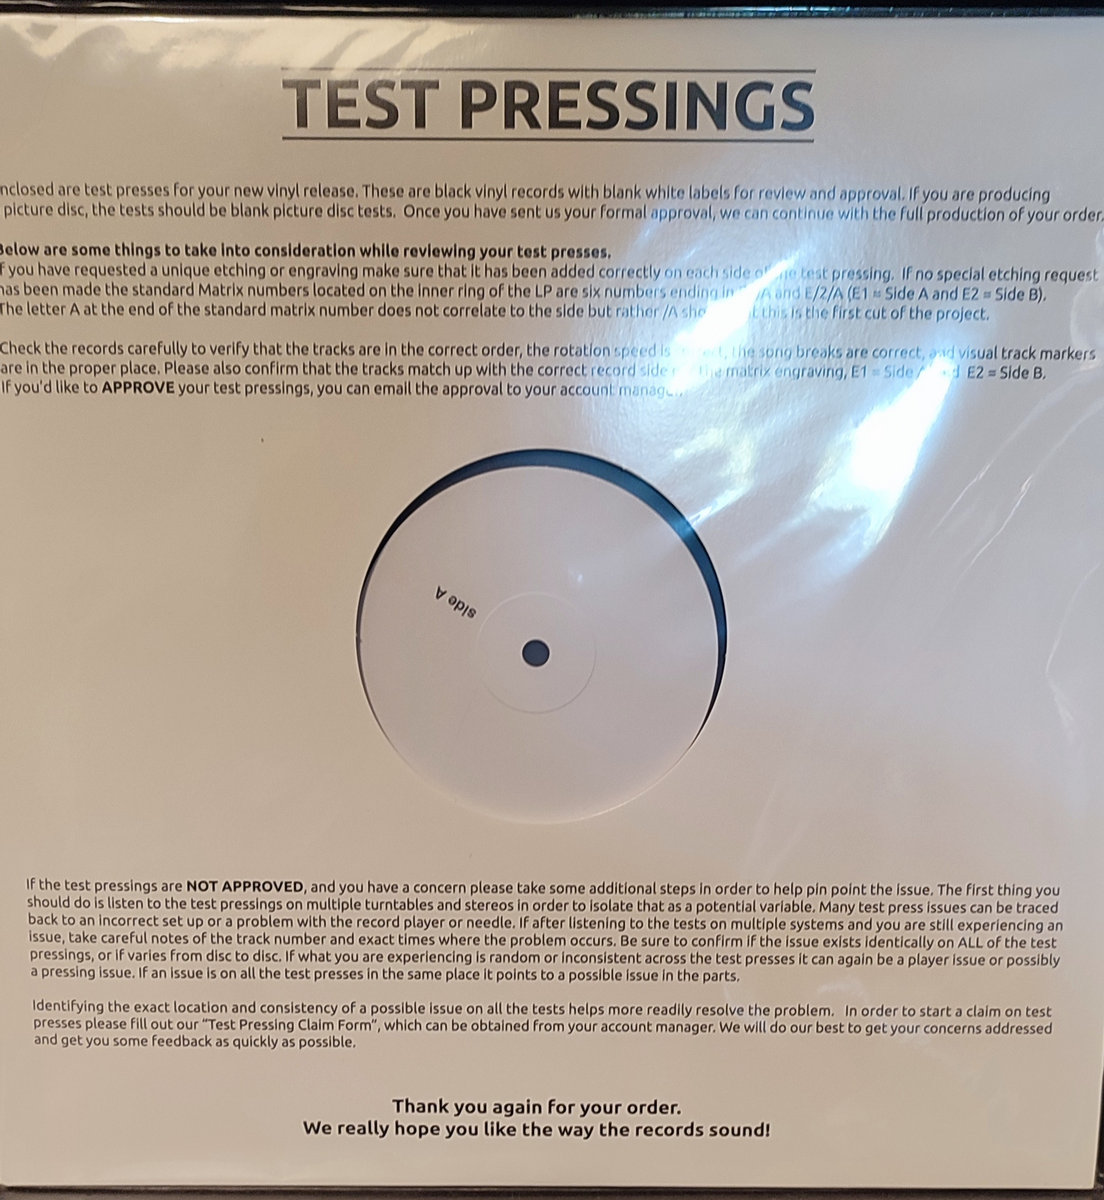 TEST PRESSINGS
nclosed are test presses for your new vinyl release. These are black vinyl records with blank white labels for review and approval. If you are producing
picture disc, the tests should be blank picture disc tests. Once you have sent us your formal approval, we can continue with the full production of your order.
Below are some things to take into consideration while reviewing your test presses.
f you have requested a unique etching or engraving make sure that it has been added correctly on each side test pressing. If no special etching request
has been made the standard Matrix numbers located on the inner ring of the LP are six numbers ending in and E/2/A (E1 = Side A and E2 = Side B).
The letter A at the end of the standard matrix number does not correlate to the side but rather /A this is the first cut of the project.
Check the records carefully to verify that the tracks are in the correct order, the rotation speed is the song breaks are correct, and visual track markers
are in the proper place. Please also confirm that the tracks match up with the correct record side matrix engraving, E1 = Side E2 = Side B.
If you'd like to APPROVE your test pressings, you can email the approval to your account
side A
If the test pressings are NOT APPROVED, and you have a concern please take some additional steps in order to help pin point the issue. The first thing you
should do is listen to the test pressings on multiple turntables and stereos in order to isolate that as a potential variable. Many test press issues can be traced
back to an incorrect set up or a problem with the record player or needle. If after listening to the tests on multiple systems and you are still experiencing an
issue, take careful notes of the track number and exact times where the problem occurs. Be sure to confirm if the issue exists identically on ALL of the test
pressings, or if varies from disc to disc. If what you are experiencing is random or inconsistent across the test presses it can again be a player issue or possibly
a pressing issue. If an issue is on all the test presses in the same place it points to a possible issue in the parts.
Identifying the exact location and consistency of a possible issue on all the tests helps more readily resolve the problem. In order to start a claim on test
presses please fill out our "Test Pressing Claim Form", which can be obtained from your account manager. We will do our best to get your concerns addressed
and get you some feedback as quickly as possible.
Thank you again for your order.
We really hope you like the way the records sound!